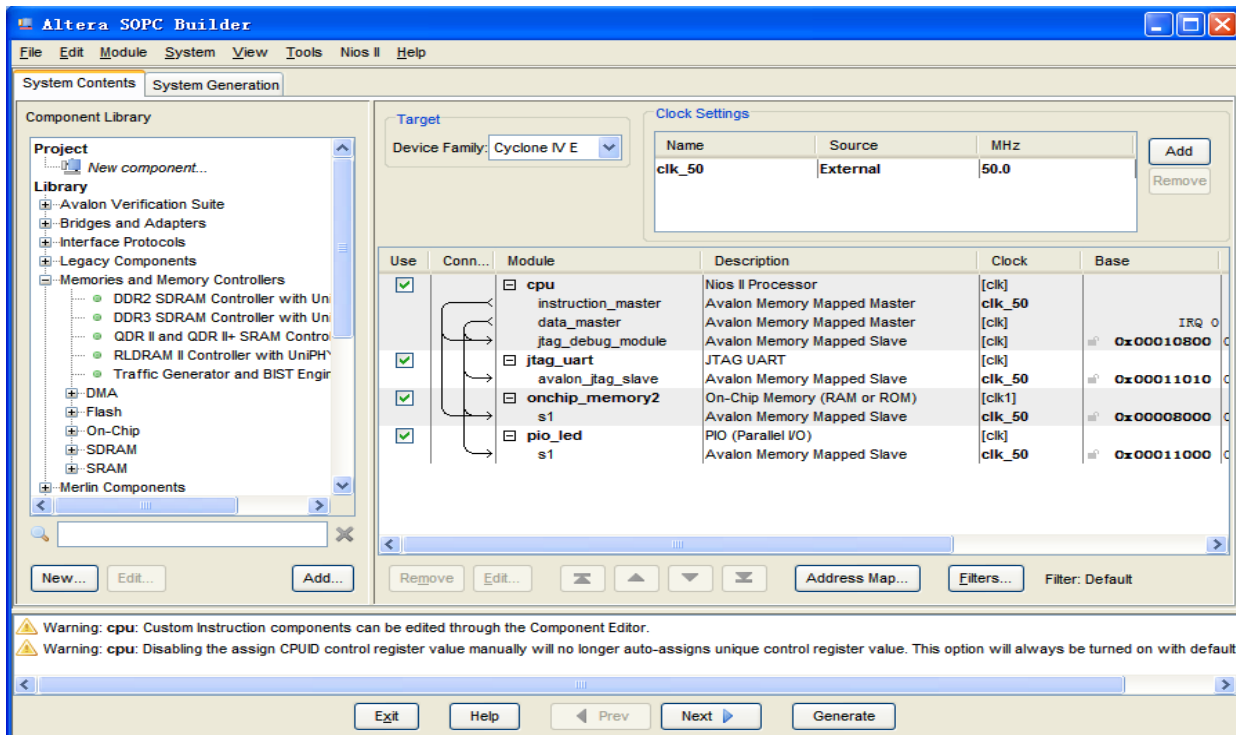 Altera SOPC Builder
File Edit Module System View Tools Nios II Help
System Contents System Generation
Component Library
Project
New component...
Library
Avalon Verification Suite
Bridges and Adapters
Interface Protocols
Legacy Components
Memories and Memory Controllers
DDR2 SDRAM Controller with Uni
DDR3 SDRAM Controller with Uni
QDR II and QDR II+ SRAM Contro
RLDRAM II Controller with UniPHY
Traffic Generator and BIST Engin
DMA
Flash
On-Chip
SDRAM
SRAM
Merlin Components
New... Edit... Add...
Target
Device Family: Cyclone IV E
Clock Settings
Name Source MHz
clk_50 External 50.0
Add
Remove
Use Conn... Module Description Clock Base
cpu Nios II Processor [clk]
instruction_master Avalon Memory Mapped Master clk_50
data_master Avalon Memory Mapped Master [clk] IRQ 0
jtag_debug_module Avalon Memory Mapped Slave [clk] 0x00010800
jtag_uart JTAG UART [clk]
avalon_jtag_slave Avalon Memory Mapped Slave clk_50 0x00011010
onchip_memory2 On-Chip Memory (RAM or ROM) [clk1]
s1 Avalon Memory Mapped Slave clk_50 0x00008000
pio_led PIO (Parallel I/O) [clk]
s1 Avalon Memory Mapped Slave clk_50 0x00011000
Remove Edit... Address Map... Filters... Filter: Default
Warning: cpu: Custom Instruction components can be edited through the Component Editor.
Warning: cpu: Disabling the assign CPUID control register value manually will no longer auto-assigns unique control register value. This option will always be turned on with default
Exit Help Prev Next Generate